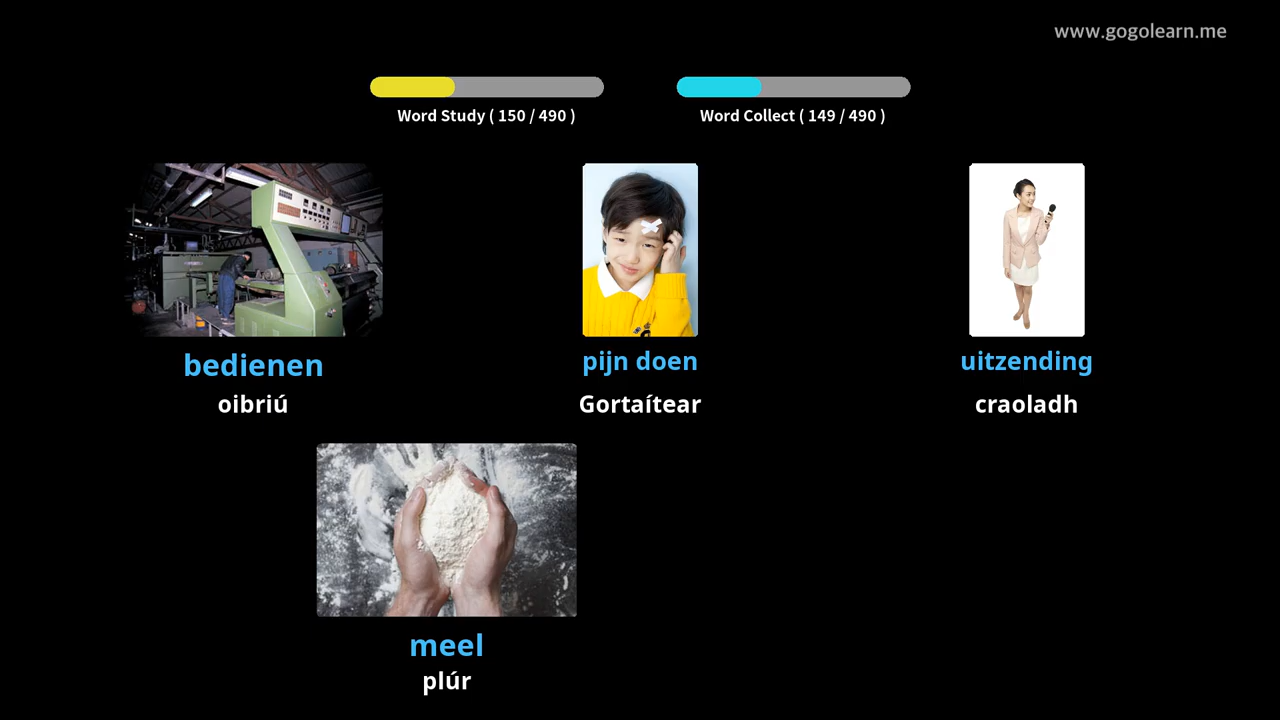 www.gogolearn.me
Word Study ( 150 / 490 )
Word Collect ( 149 / 490 )
bedienen
oibriú
pijn doen
Gortaítear
uitzending
craoladh
meel
plúr